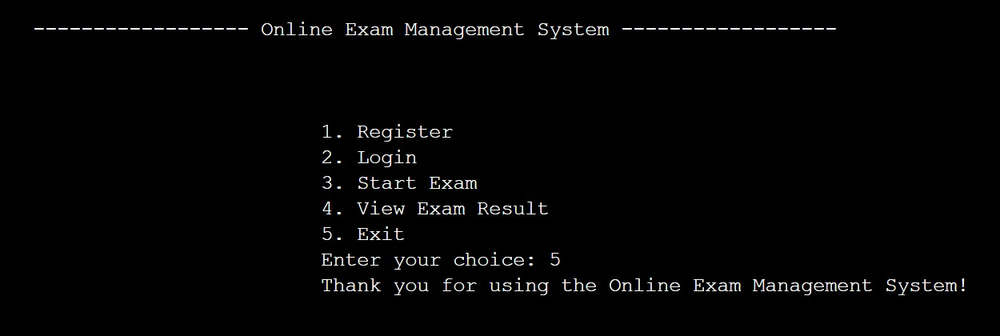 ------------------ Online Exam Management System ------------------
1. Register
2. Login
3. Start Exam
4. View Exam Result
5. Exit
Enter your choice: 5
Thank you for using the Online Exam Management System!